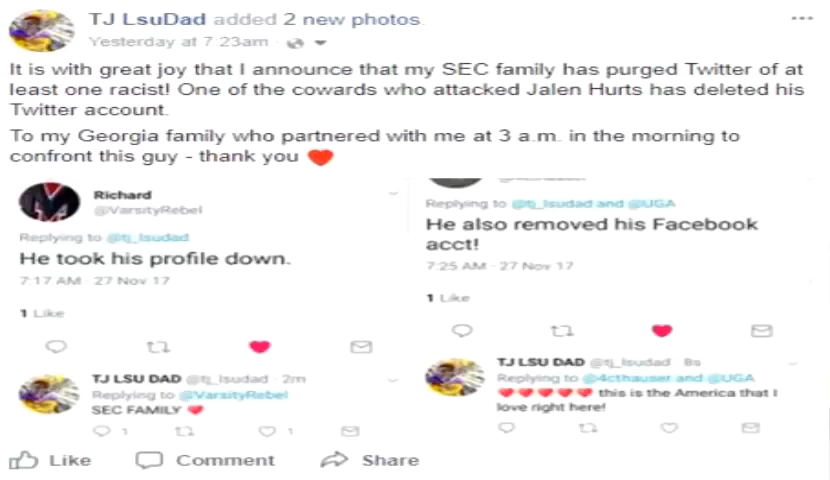 TJ LsuDad added 2 new photos.
Yesterday at 7:23am
It is with great joy that I announce that my SEC family has purged Twitter of at
least one racist! One of the cowards who attacked Jalen Hurts has deleted his
Twitter account.
To my Georgia family who partnered with me at 3 a.m. in the morning to
confront this guy - thank you ❤
Richard
@VarsityRebel
Replying to @tj_lsudad
He took his profile down.
7:17 AM · 27 Nov 17
1 Like
TJ LSU DAD @tj_lsudad · 2m
Replying to @VarsityRebel
SEC FAMILY ❤
1 1
Replying to @tj_lsudad and @UGA
He also removed his Facebook
acct!
7:25 AM · 27 Nov 17
1 Like
TJ LSU DAD @tj_lsudad · 8s
Replying to @4cthauser and @UGA
❤❤❤❤❤ this is the America that I
love right here!
Like Comment Share